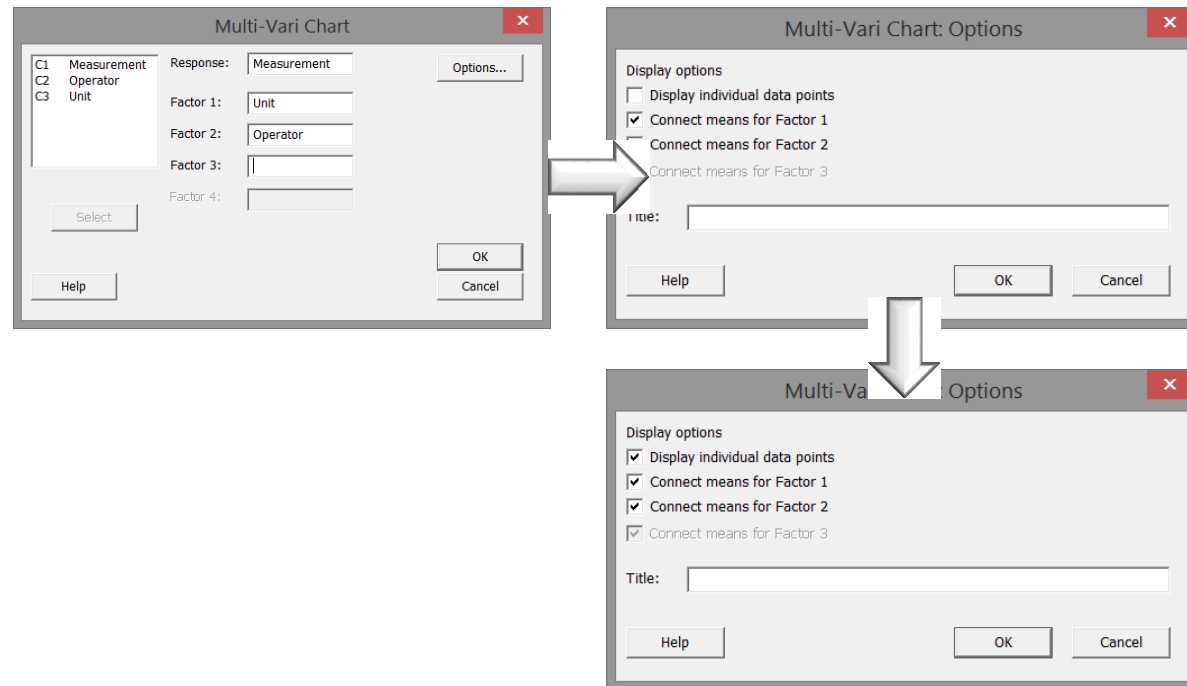 Multi-Vari Chart
C1 Measurement
C2 Operator
C3 Unit
Response: Measurement
Options...
Factor 1: Unit
Factor 2: Operator
Factor 3:
Factor 4:
Select
OK
Help
Cancel
Multi-Vari Chart: Options
Display options
Display individual data points
Connect means for Factor 1
Connect means for Factor 2
Connect means for Factor 3
Title:
Help
OK
Cancel
Multi-Va Options
Display options
Display individual data points
Connect means for Factor 1
Connect means for Factor 2
Connect means for Factor 3
Title:
Help
OK
Cancel